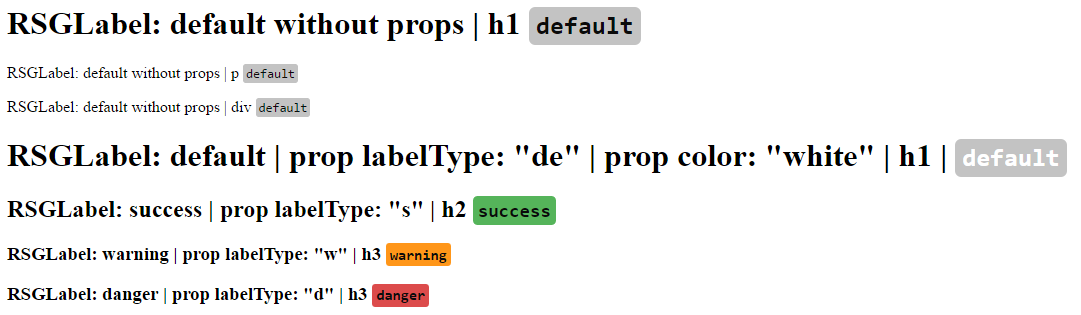 RSGLabel: default without props | h1 default
RSGLabel: default without props | p default
RSGLabel: default without props | div default
RSGLabel: default | prop labelType: "de" | prop color: "white" | h1 | default
RSGLabel: success | prop labelType: "s" | h2 success
RSGLabel: warning | prop labelType: "w" | h3 warning
RSGLabel: danger | prop labelType: "d" | h3 danger